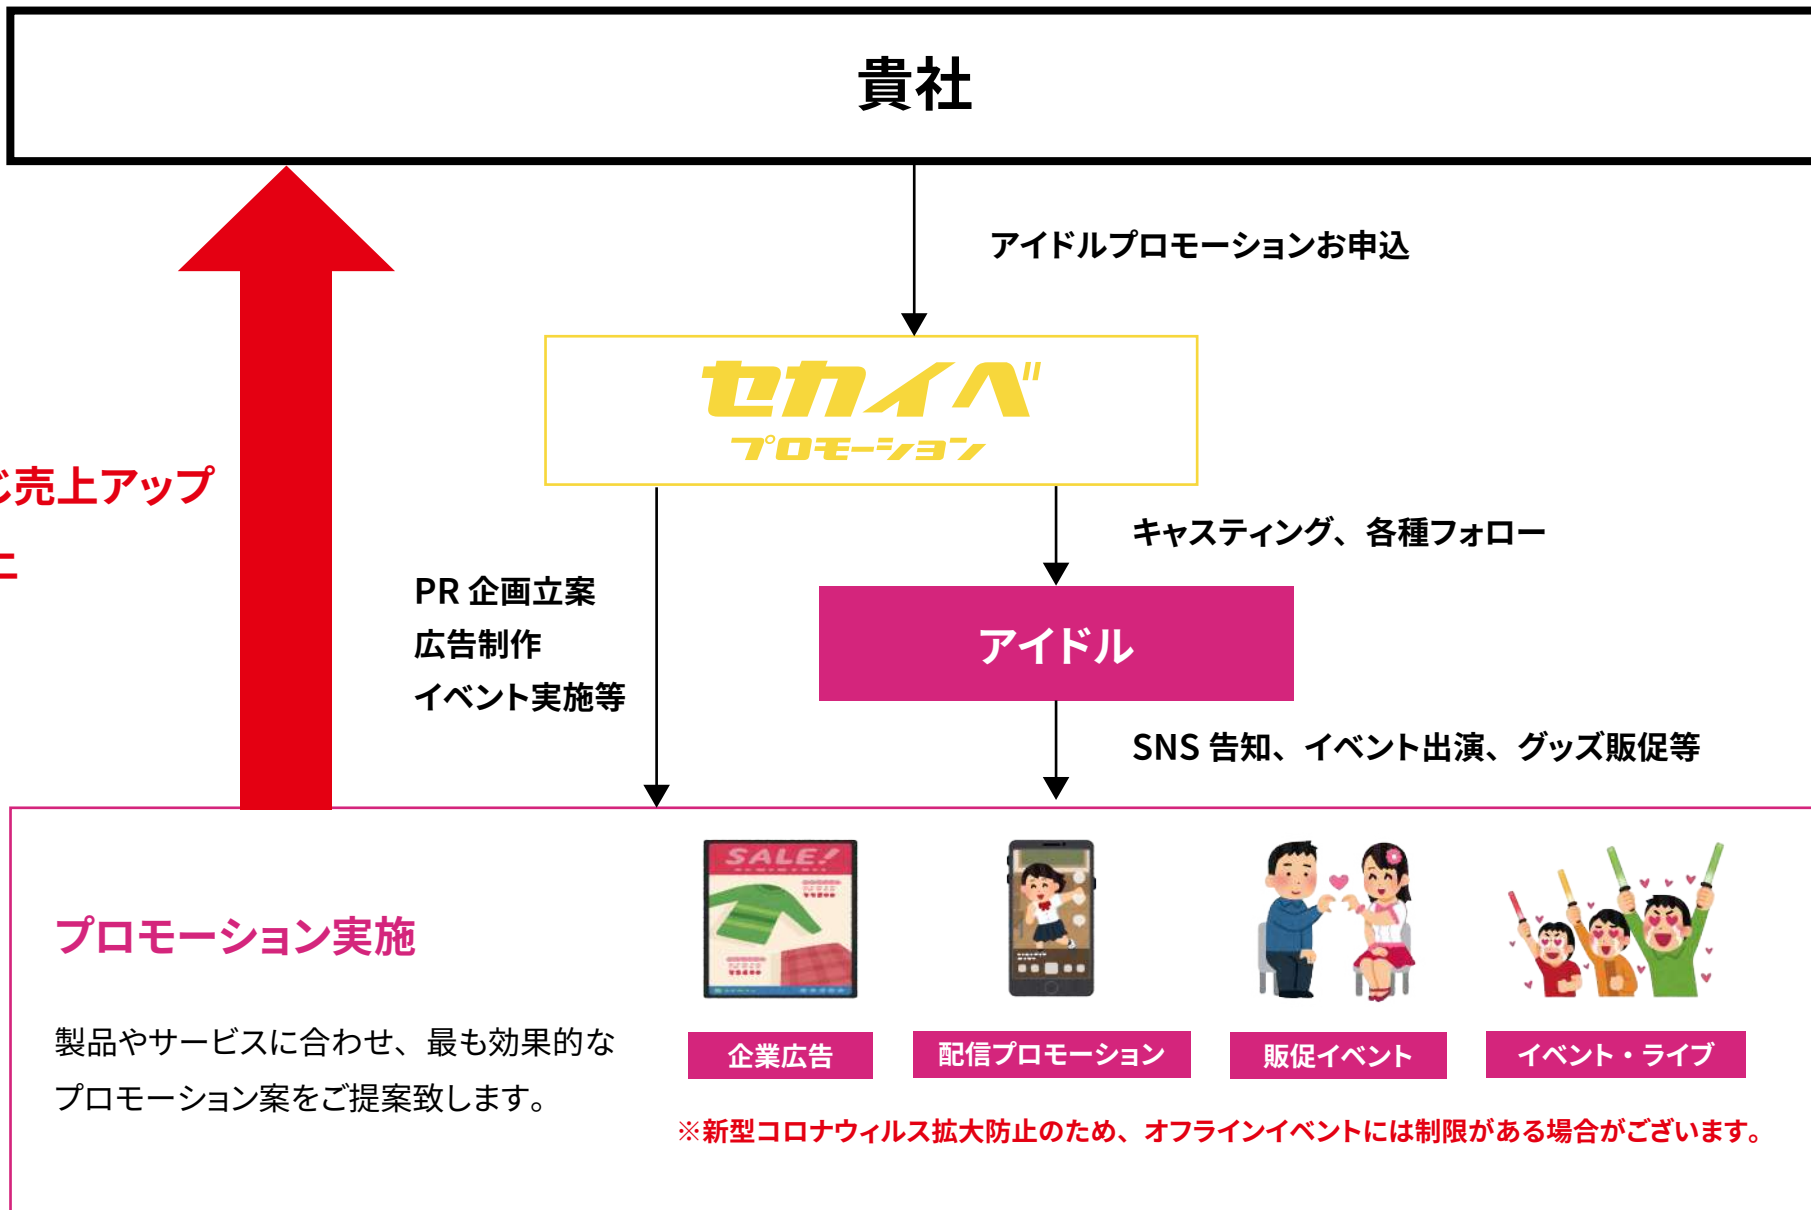 貴社
アイドルプロモーションお申込
セカイベ
プロモーション
売上アップ
キャスティング、各種フォロー
PR 企画立案
広告制作
イベント実施等
アイドル
SNS 告知、イベント出演、グッズ販促等
SALE!
プロモーション実施
製品やサービスに合わせ、最も効果的な
プロモーション案をご提案致します。
企業広告
配信プロモーション
販促イベント
イベント・ライブ
※新型コロナウィルス拡大防止のため、オフラインイベントには制限がある場合がございます。